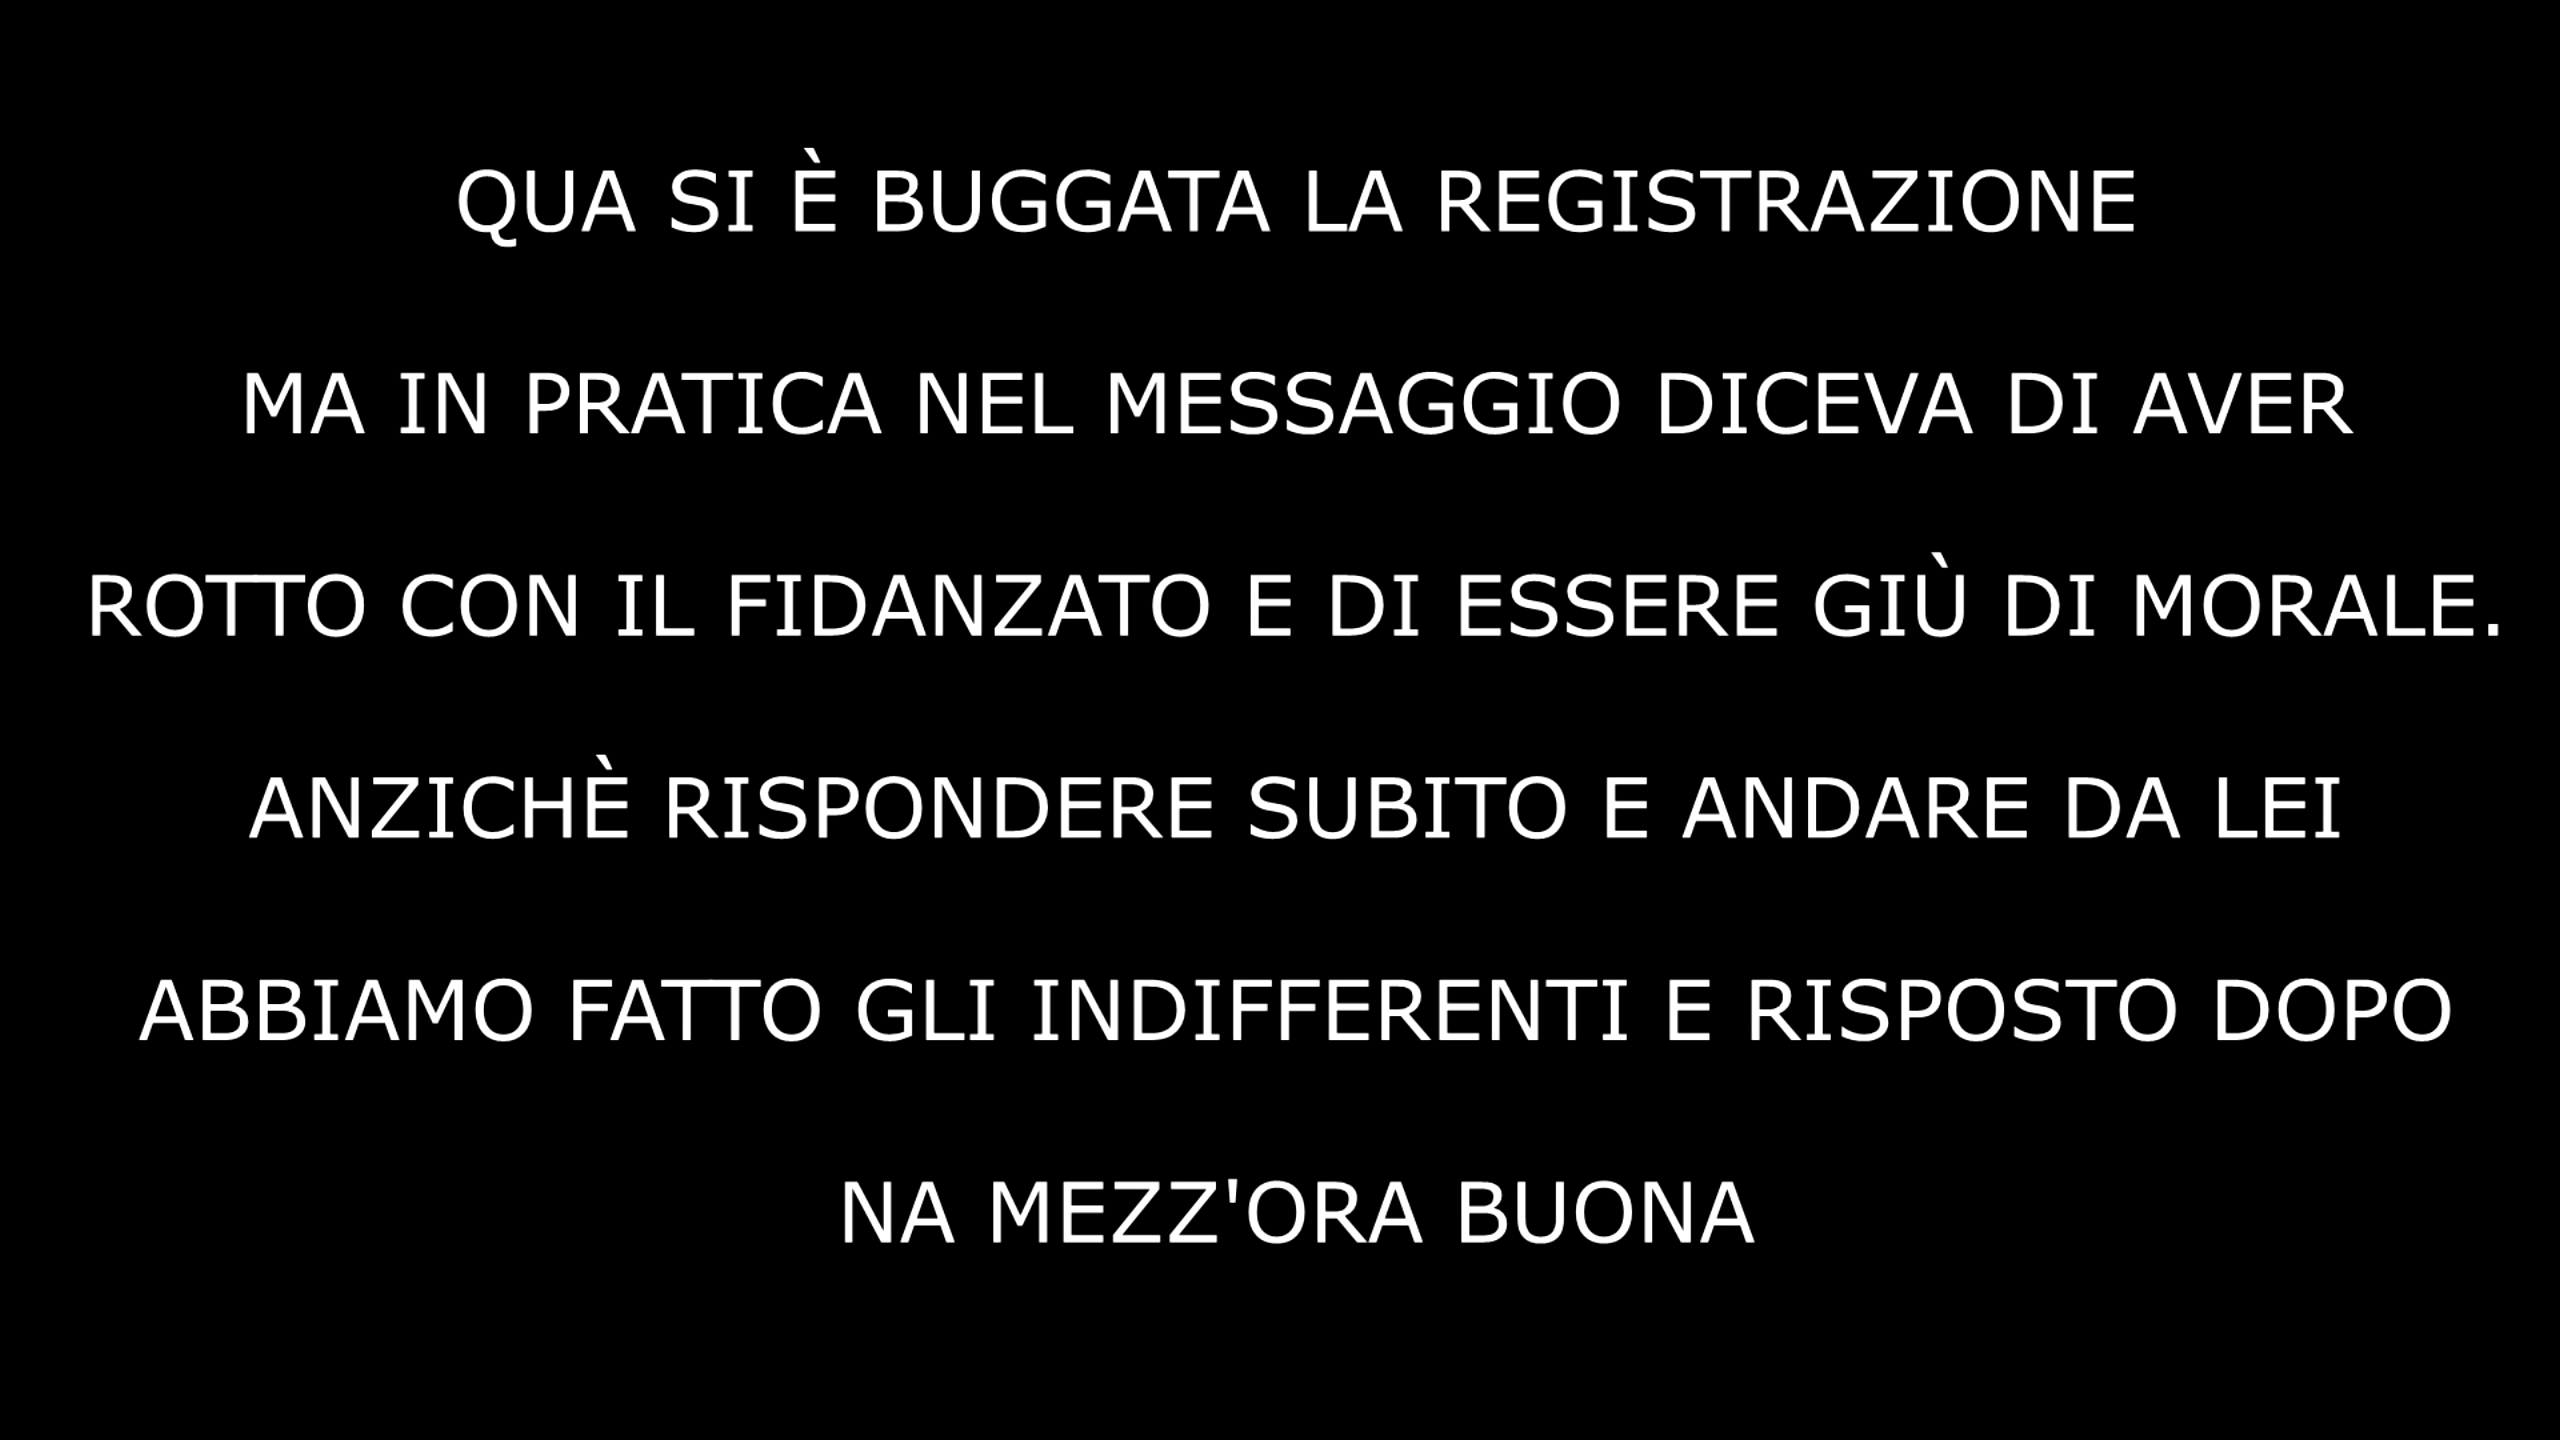 QUA SI È BUGGATA LA REGISTRAZIONE
MA IN PRATICA NEL MESSAGGIO DICEVA DI AVER
ROTTO CON IL FIDANZATO E DI ESSERE GIÙ DI MORALE.
ANZICHÈ RISPONDERE SUBITO E ANDARE DA LEI
ABBIAMO FATTO GLI INDIFFERENTI E RISPOSTO DOPO
NA MEZZ'ORA BUONA